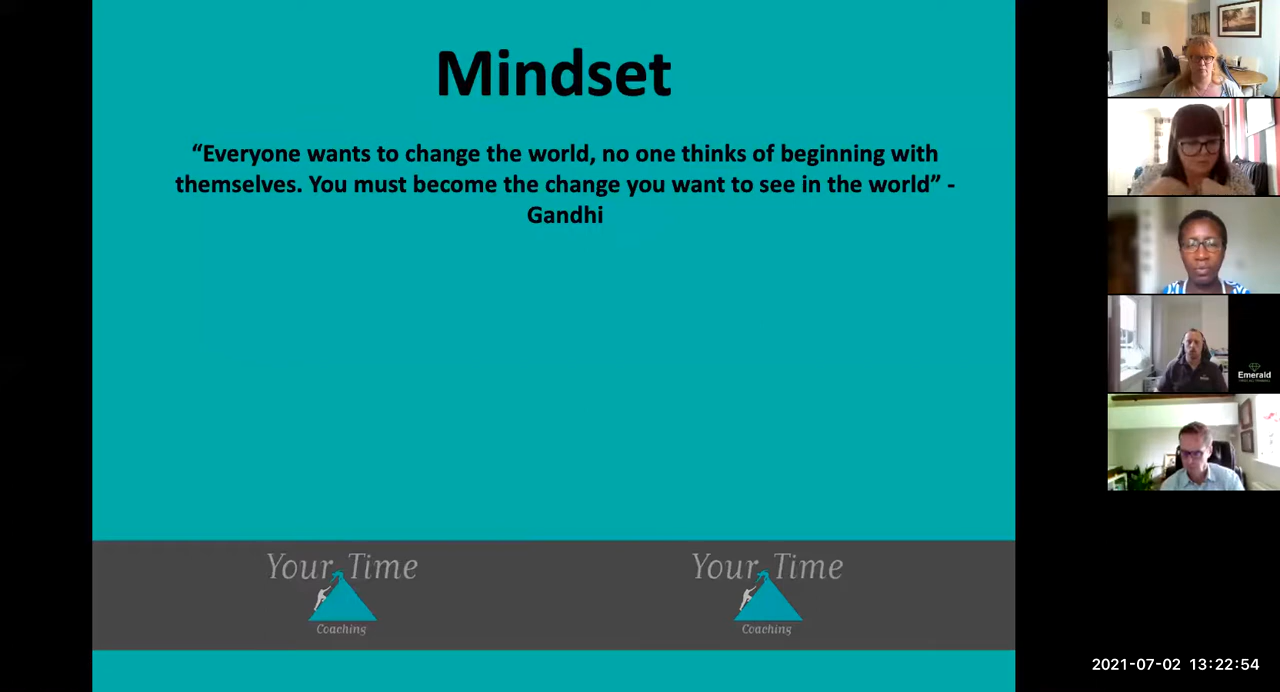 Mindset
“Everyone wants to change the world, no one thinks of beginning with
themselves. You must become the change you want to see in the world” -
Gandhi
Your Time
Coaching
Your Time
Coaching
Emerald
2021-07-02 13:22:54